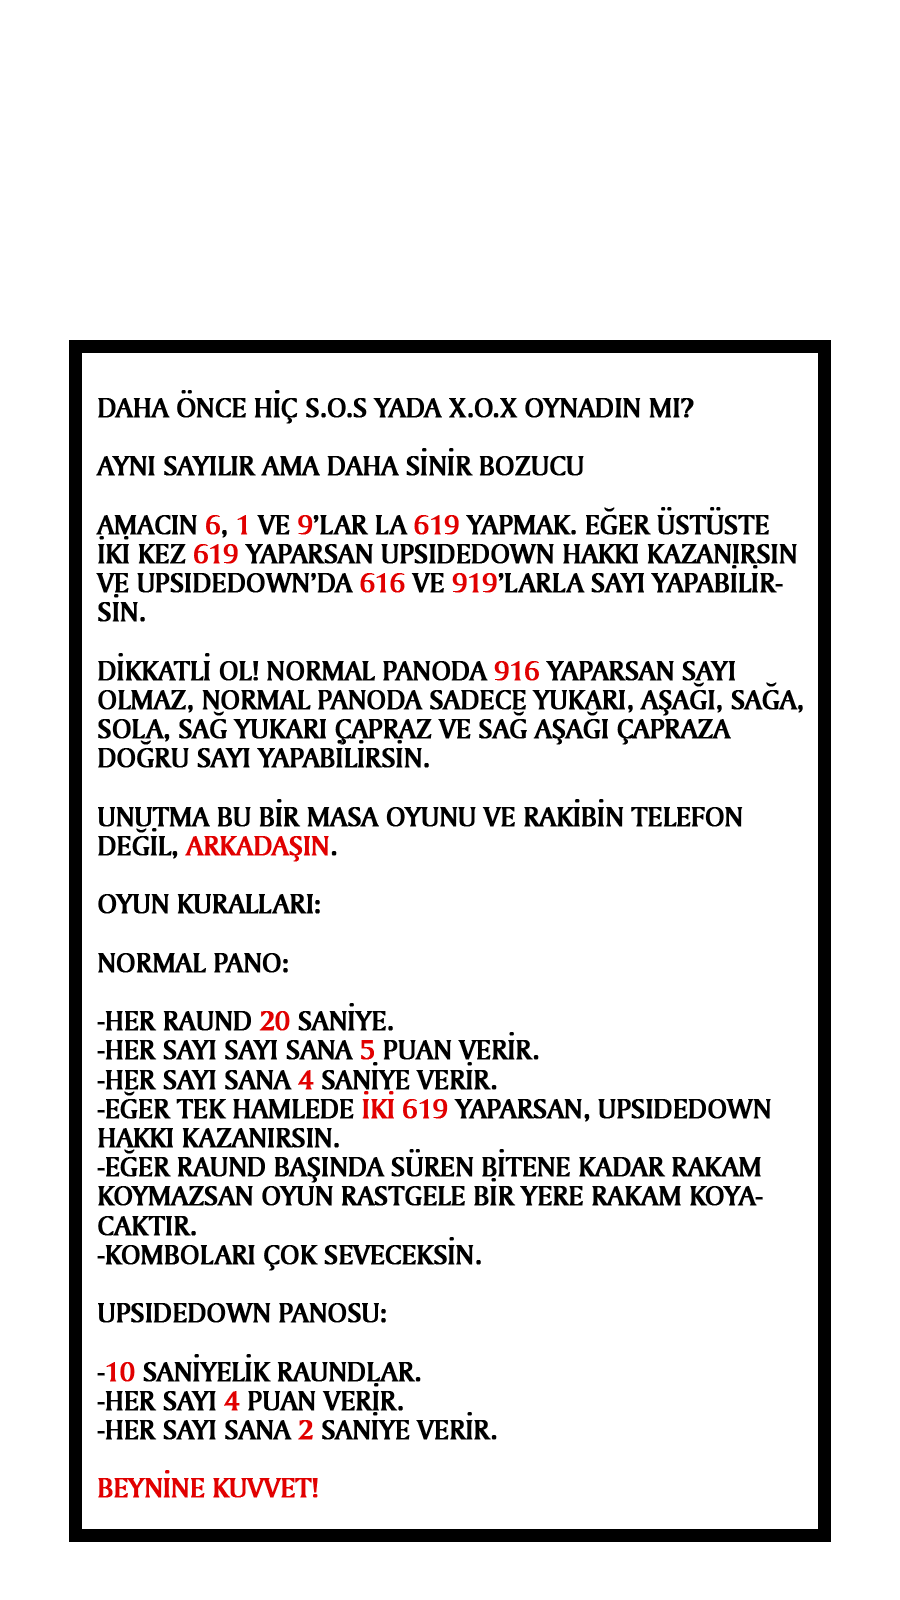 DAHA ÖNCE HİÇ S.O.S YADA X.O.X OYNADIN MI?
AYNI SAYILIR AMA DAHA SİNİR BOZUCU
AMACIN 6, 1 VE 9’LAR LA 619 YAPMAK. EĞER ÜSTÜSTE
İKİ KEZ 619 YAPARSAN UPSIDEDOWN HAKKI KAZANIRSIN
VE UPSIDEDOWN’DA 616 VE 919’LARLA SAYI YAPABİLİR-
SİN.
DİKKATLİ OL! NORMAL PANODA 916 YAPARSAN SAYI
OLMAZ, NORMAL PANODA SADECE YUKARI, AŞAĞI, SAĞA,
SOLA, SAĞ YUKARI ÇAPRAZ VE SAĞ AŞAĞI ÇAPRAZA
DOĞRU SAYI YAPABİLİRSİN.
UNUTMA BU BİR MASA OYUNU VE RAKİBİN TELEFON
DEĞİL, ARKADAŞIN.
OYUN KURALLARI:
NORMAL PANO:
-HER RAUND 20 SANİYE.
-HER SAYI SAYI SANA 5 PUAN VERİR.
-HER SAYI SANA 4 SANİYE VERİR.
-EĞER TEK HAMLEDE İKİ 619 YAPARSAN, UPSIDEDOWN
HAKKI KAZANIRSIN.
-EĞER RAUND BAŞINDA SÜREN BİTENE KADAR RAKAM
KOYMAZSAN OYUN RASTGELE BİR YERE RAKAM KOYA-
CAKTIR.
-KOMBOLARI ÇOK SEVECEKSİN.
UPSIDEDOWN PANOSU:
-10 SANİYELİK RAUNDLAR.
-HER SAYI 4 PUAN VERİR.
-HER SAYI SANA 2 SANİYE VERİR.
BEYNİNE KUVVET!